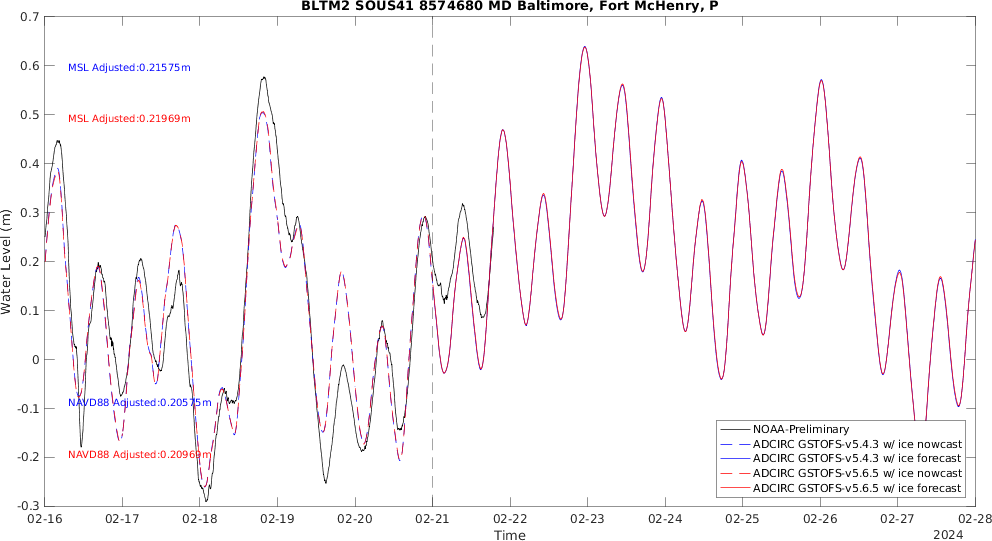 BLTM2 SOUS41 8574680 MD Baltimore, Fort McHenry, P
0.7
0.6
0.5
0.4
0.3
0.2
0.1
0
-0.1
-0.2
-0.3
Water Level (m)
MSL Adjusted:0.21575m
MSL Adjusted:0.21969m
NAVD88 Adjusted:0.20575m
NAVD88 Adjusted:0.20969m
NOAA-Preliminary
ADCIRC GSTOFS-v5.4.3 w/ ice nowcast
ADCIRC GSTOFS-v5.4.3 w/ ice forecast
ADCIRC GSTOFS-v5.6.5 w/ ice nowcast
ADCIRC GSTOFS-v5.6.5 w/ ice forecast
02-16 02-17 02-18 02-19 02-20 02-21 02-22 02-23 02-24 02-25 02-26 02-27 02-28
Time
2024